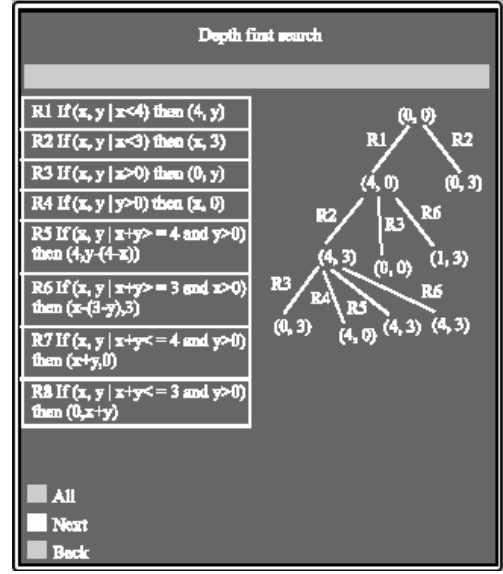 Depth first search
R1 If (x, y | x<4) then (4, y)
R2 If (x, y | x<3) then (x, 3)
R3 If (x, y | x>0) then (0, y)
R4 If (x, y | y>0) then (x, 0)
R5 If (x, y | x+y> = 4 and y>0)
then (4,y-(4-x))
R6 If (x, y | x+y> = 3 and x>0)
then (x-(3-y),3)
R7 If (x, y | x+y< = 4 and y>0)
then (x+y,0)
R8 If (x, y | x+y< = 3 and y>0)
then (0,x+y)
(0, 0)
R1 R2
(4, 0) (0, 3)
R2 R3 R6
(4, 3) (0, 0) (1, 3)
R3 R4 R5 R6
(0, 3) (4, 0) (4, 3) (4, 3)
All
Next
Back